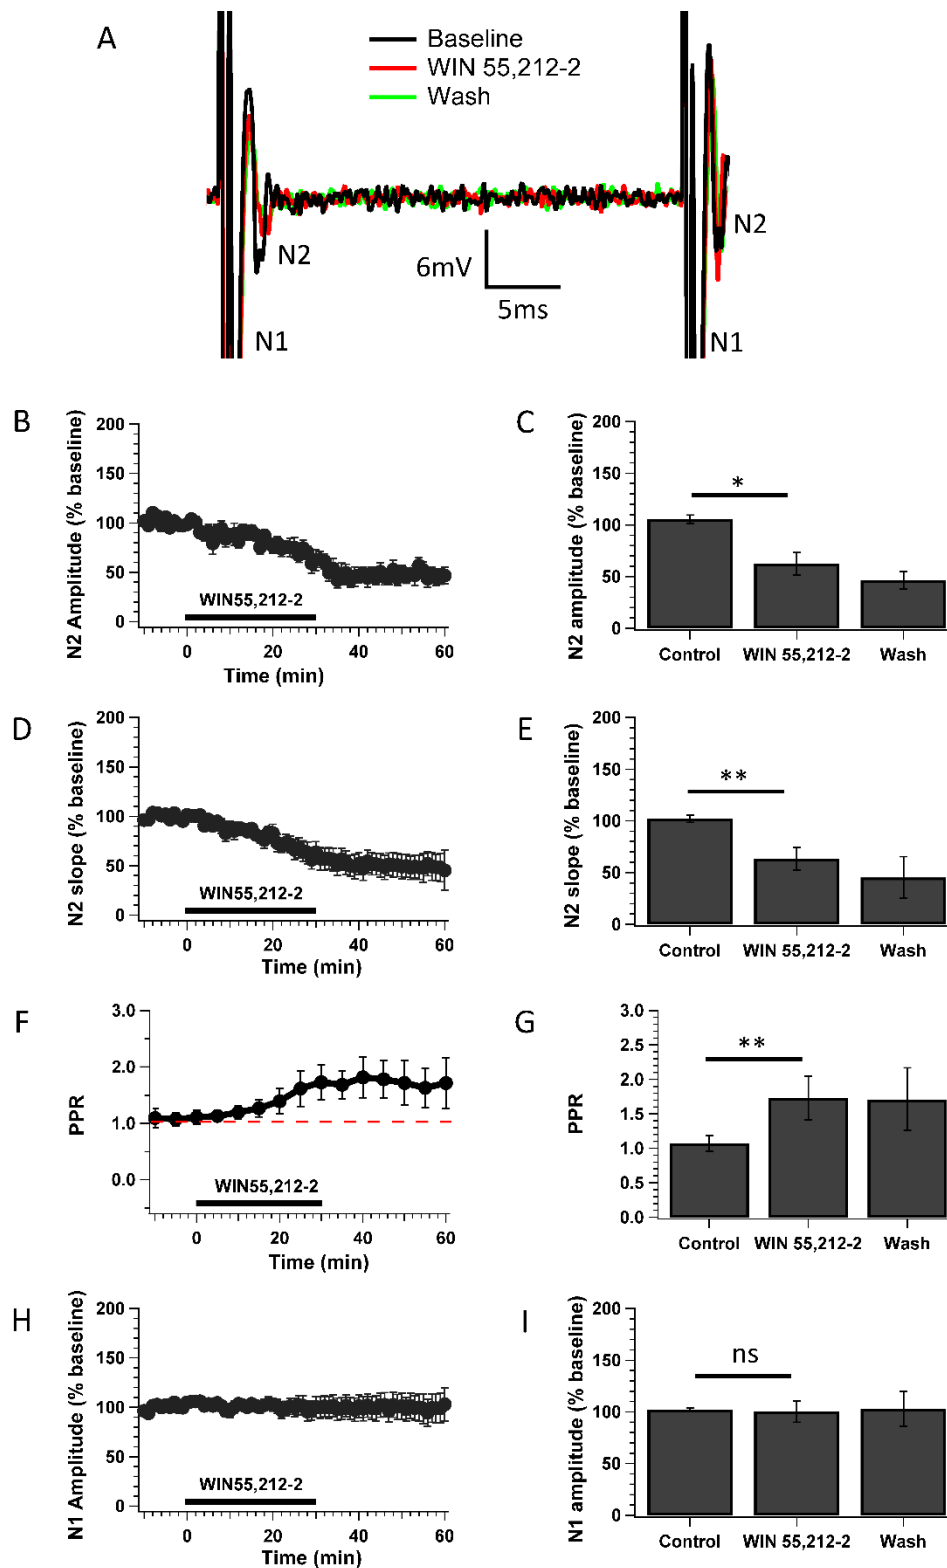 A
Baseline
WIN 55,212-2
Wash
N2
N1
6mV
5ms
N2
N1
B
N2 Amplitude (% baseline)
200
150
100
50
0
WIN55,212-2
0 20 40 60
Time (min)
C
N2 amplitude (% baseline)
200
150
100
50
0
*
Control WIN 55,212-2 Wash
D
N2 slope (% baseline)
200
150
100
50
0
WIN55,212-2
0 20 40 60
Time (min)
E
N2 slope (% baseline)
200
150
100
50
0
**
Control WIN 55,212-2 Wash
F
PPR
3.0
2.0
1.0
0.0
WIN55,212-2
0 20 40 60
Time (min)
G
PPR
3.0
2.5
2.0
1.5
1.0
0.5
0.0
**
Control WIN 55,212-2 Wash
H
N1 Amplitude (% baseline)
200
150
100
50
0
WIN55,212-2
0 20 40 60
Time (min)
I
N1 amplitude (% baseline)
200
150
100
50
0
ns
Control WIN 55,212-2 Wash